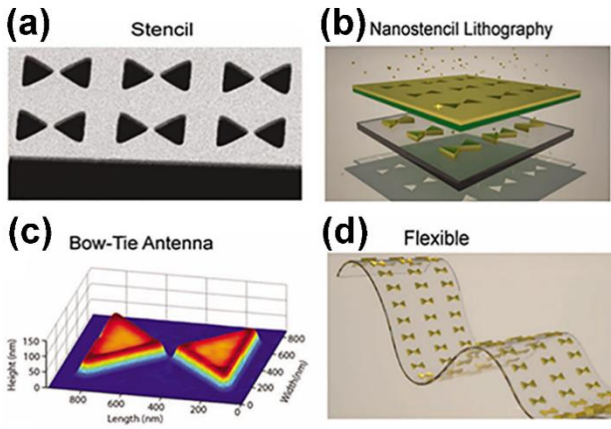 (a)
Stencil
(b)
Nanostencil Lithography
(c)
Bow-Tie Antenna
150
100
50
0
Height (nm)
800
600
400
200
0
Length (nm)
800
600
400
200
0
Width(nm)
(d)
Flexible